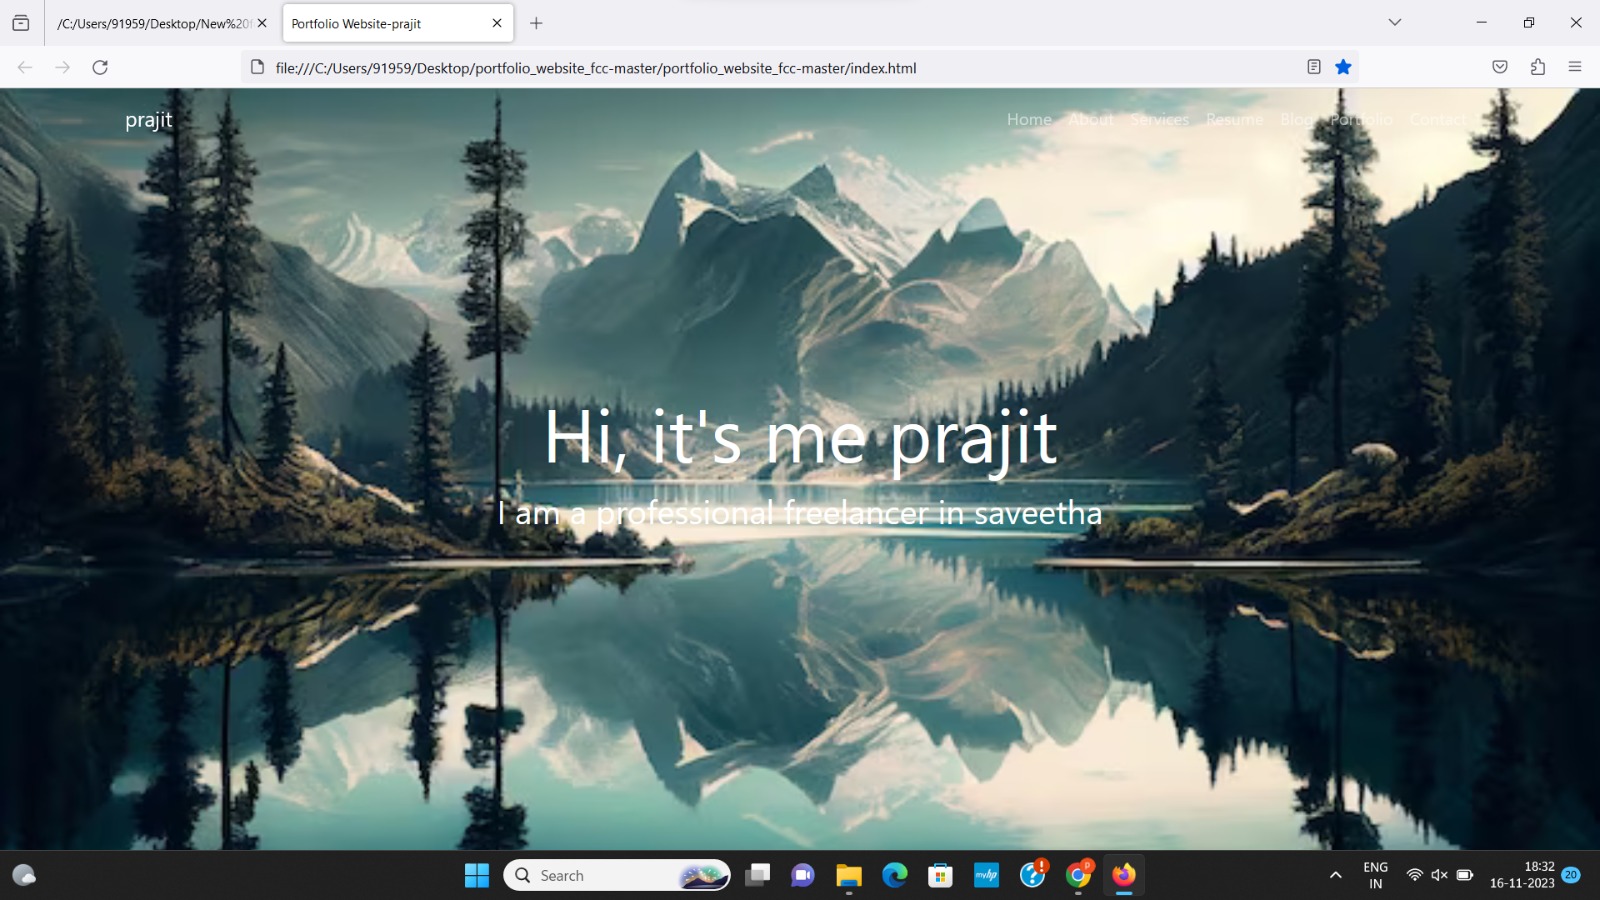 /C:/Users/91959/Desktop/New%20f
Portfolio Website-prajit
file:///C:/Users/91959/Desktop/portfolio_website_fcc-master/portfolio_website_fcc-master/index.html
prajit
Home About Services Resume Blog Portfolio Contact
Hi, it's me prajit
I am a professional freelancer in saveetha
Search
myhp
P
ENG
IN
18:32
16-11-2023
20